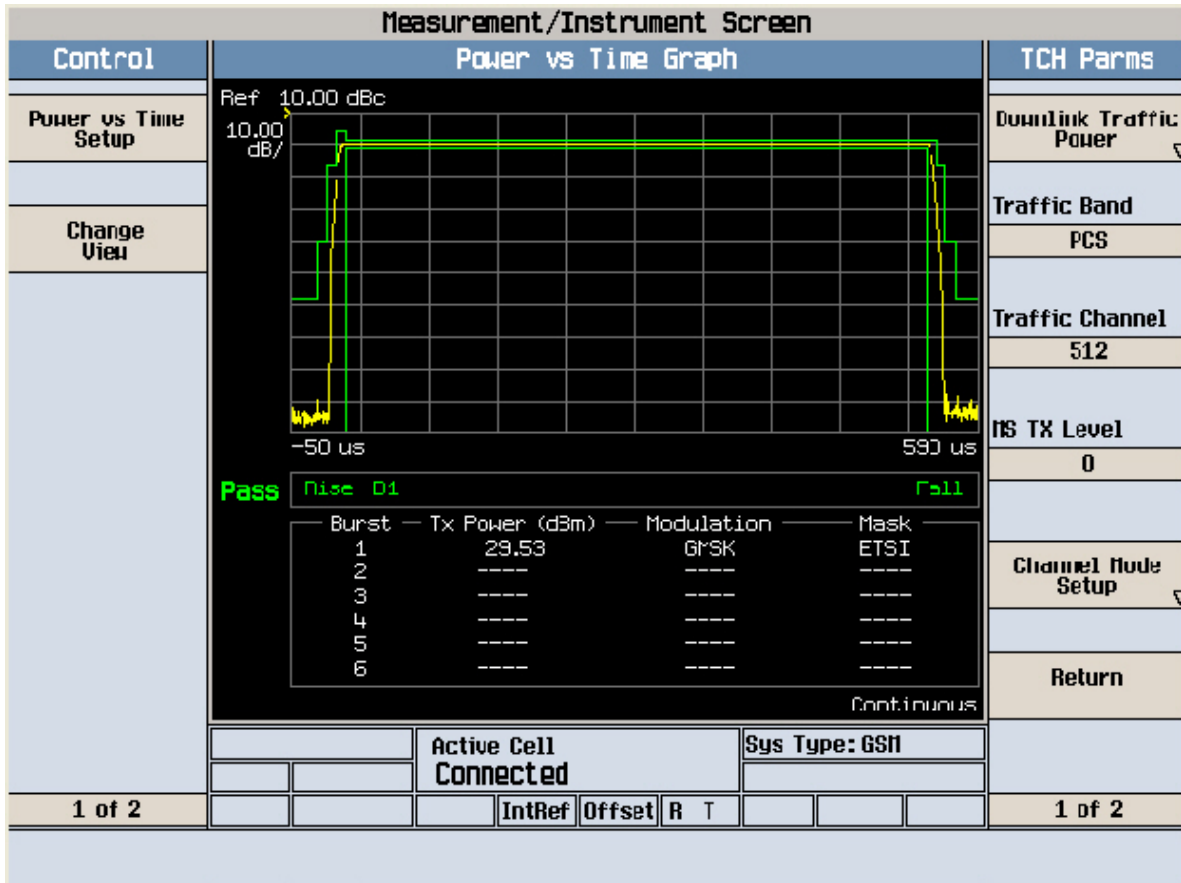 Measurement/Instrument Screen
Control
Power vs Time Graph
TCH Parms
Power vs Time
Setup
Change
View
1 of 2
Ref 10.00 dBc
10.00
dB/
-50 us
590 us
Pass
Rise 01
Fall
Burst Tx Power (dBm) Modulation Mask
1 29.53 GMSK ETSI
2 ---- ---- ----
3 ---- ---- ----
4 ---- ---- ----
5 ---- ---- ----
6 ---- ---- ----
Continuous
Active Cell
Connected
Sys Type: GSM
IntRef Offset R T
Downlink Traffic
Power
Traffic Band
PCS
Traffic Channel
512
MS TX Level
0
Channel Mode
Setup
Return
1 of 2